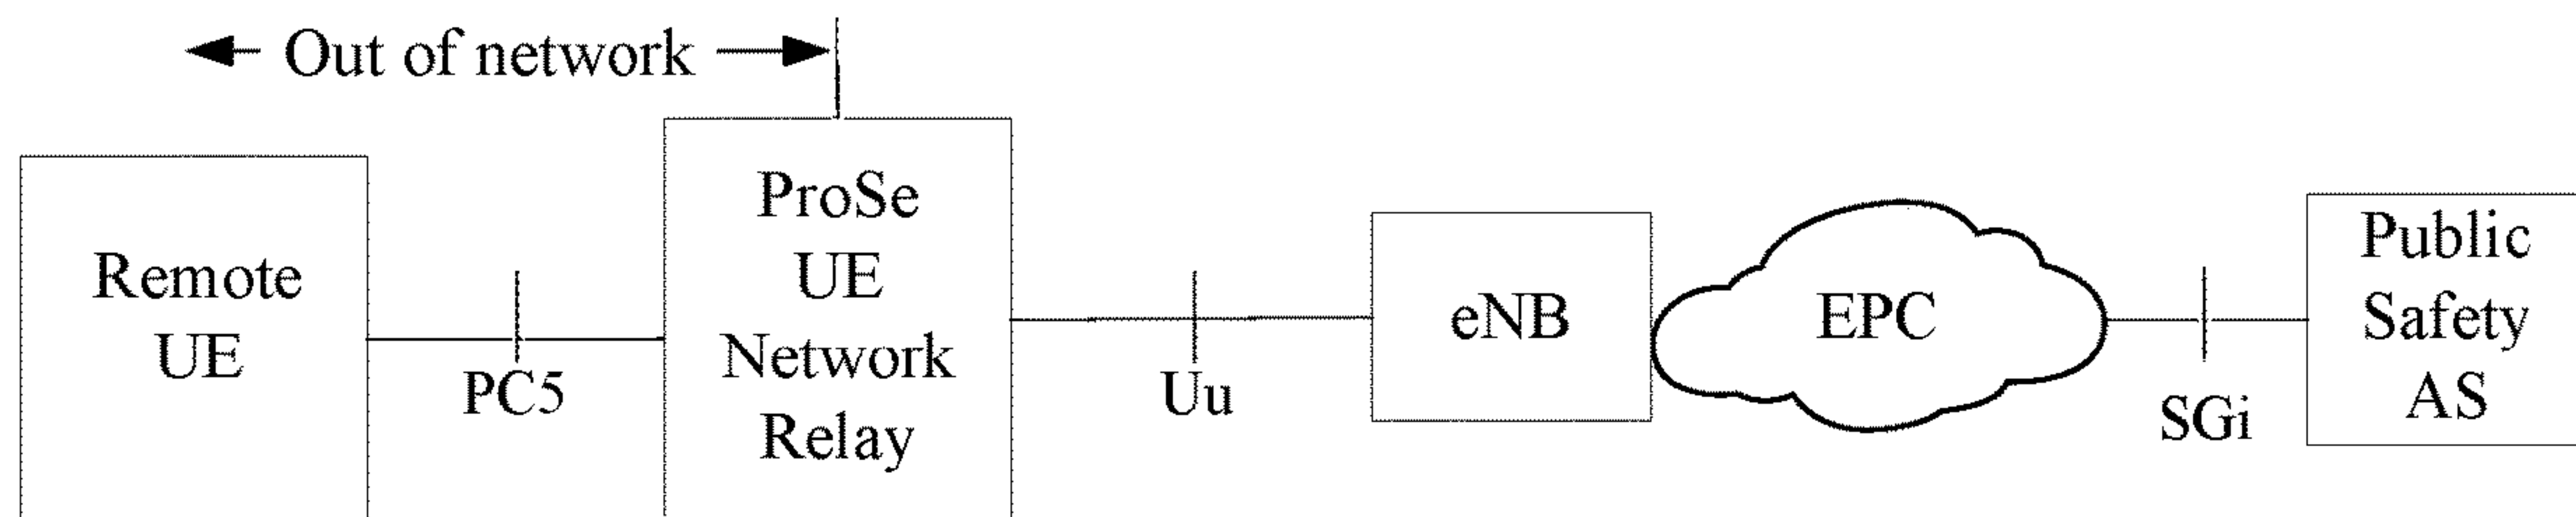 Out of network
Remote
UE
PC5
ProSe
UE
Network
Relay
Uu
eNB
EPC
SGi
Public
Safety
AS